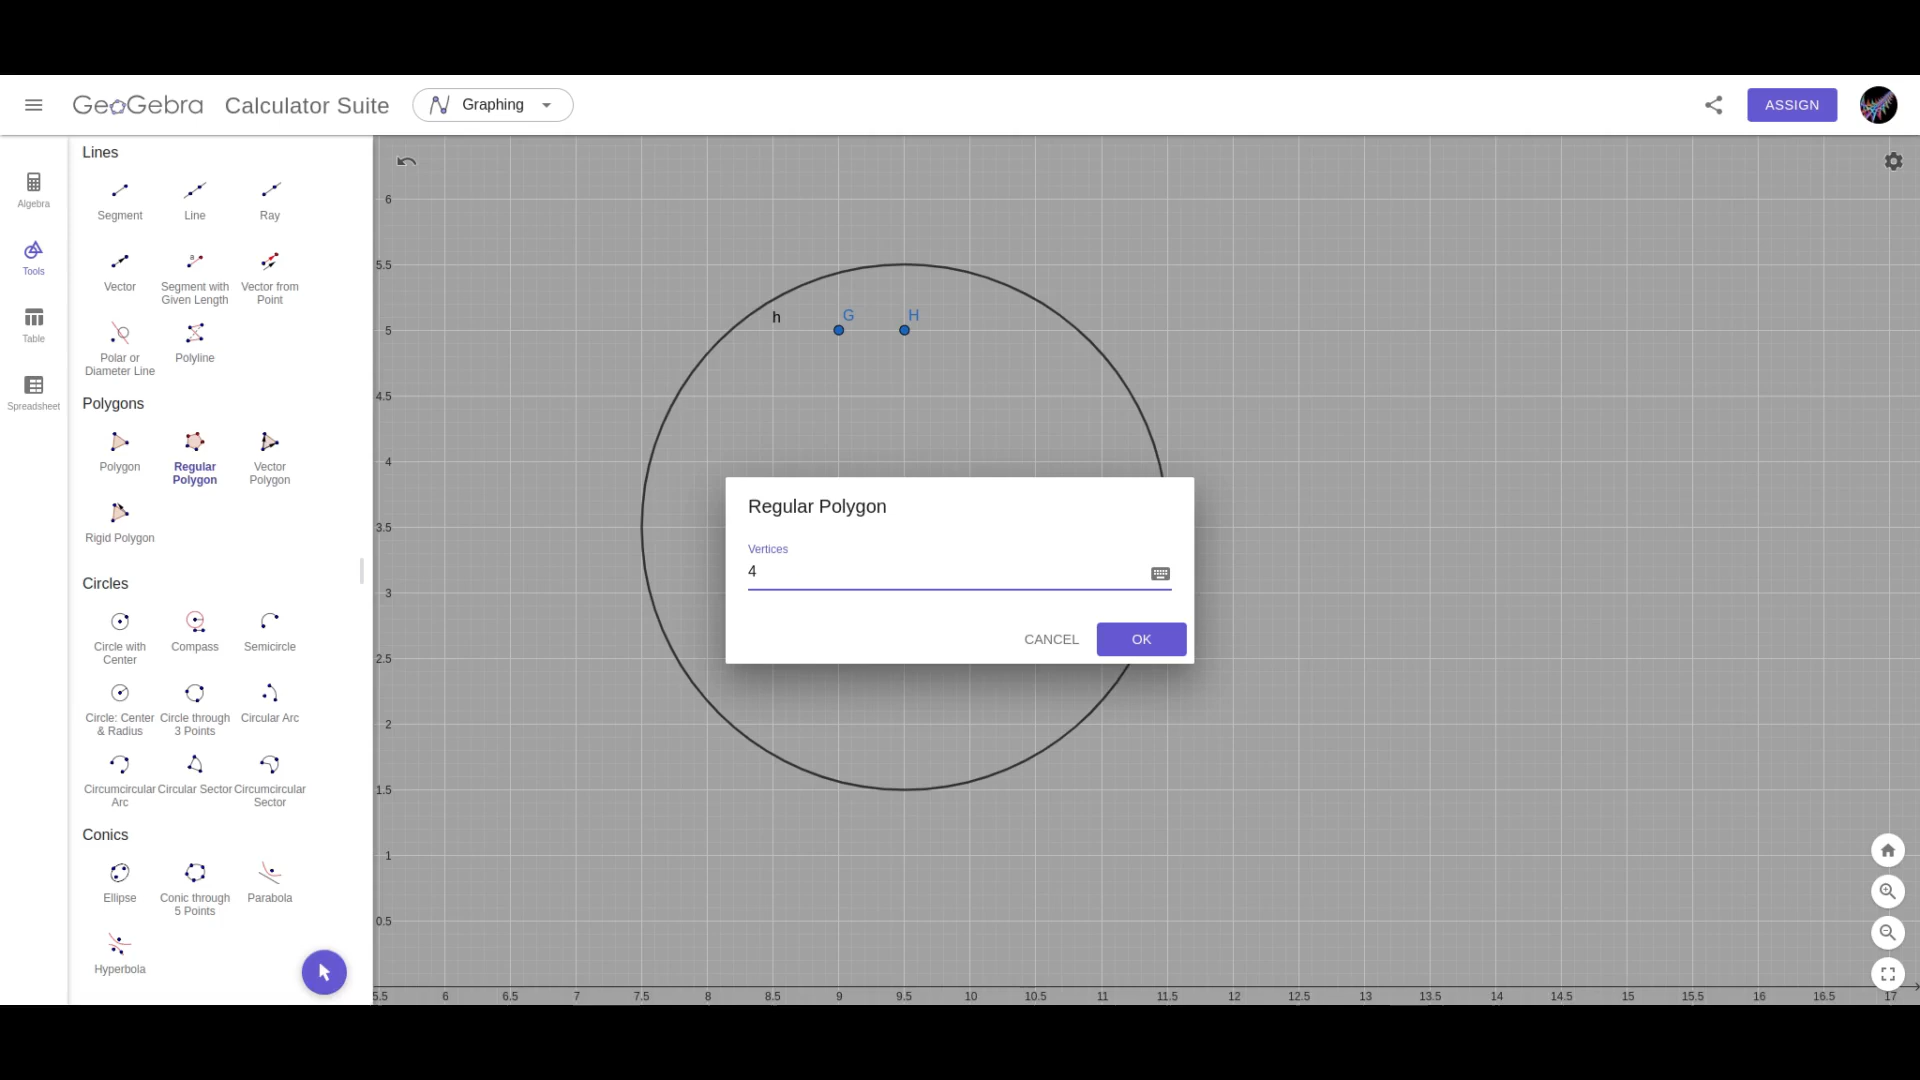 GeoGebra Calculator Suite Graphing ASSIGN
Algebra
Tools
Table
Spreadsheet
Lines
Segment Line Ray
Vector Segment with Given Length Vector from Point
Polar or Diameter Line Polyline
Polygons
Polygon Regular Polygon Vector Polygon
Rigid Polygon
Circles
Circle with Center Compass Semicircle
Circle: Center & Radius Circle through 3 Points Circular Arc
Circumcircular Arc Circular Sector Circumcircular Sector
Conics
Ellipse Conic through 5 Points Parabola
Hyperbola
6
5.5
5
4.5
4
3.5
3
2.5
2
1.5
1
0.5
h G H
Regular Polygon
Vertices
4
CANCEL OK
5.5 6 6.5 7 7.5 8 8.5 9 9.5 10 10.5 11 11.5 12 12.5 13 13.5 14 14.5 15 15.5 16 16.5 17